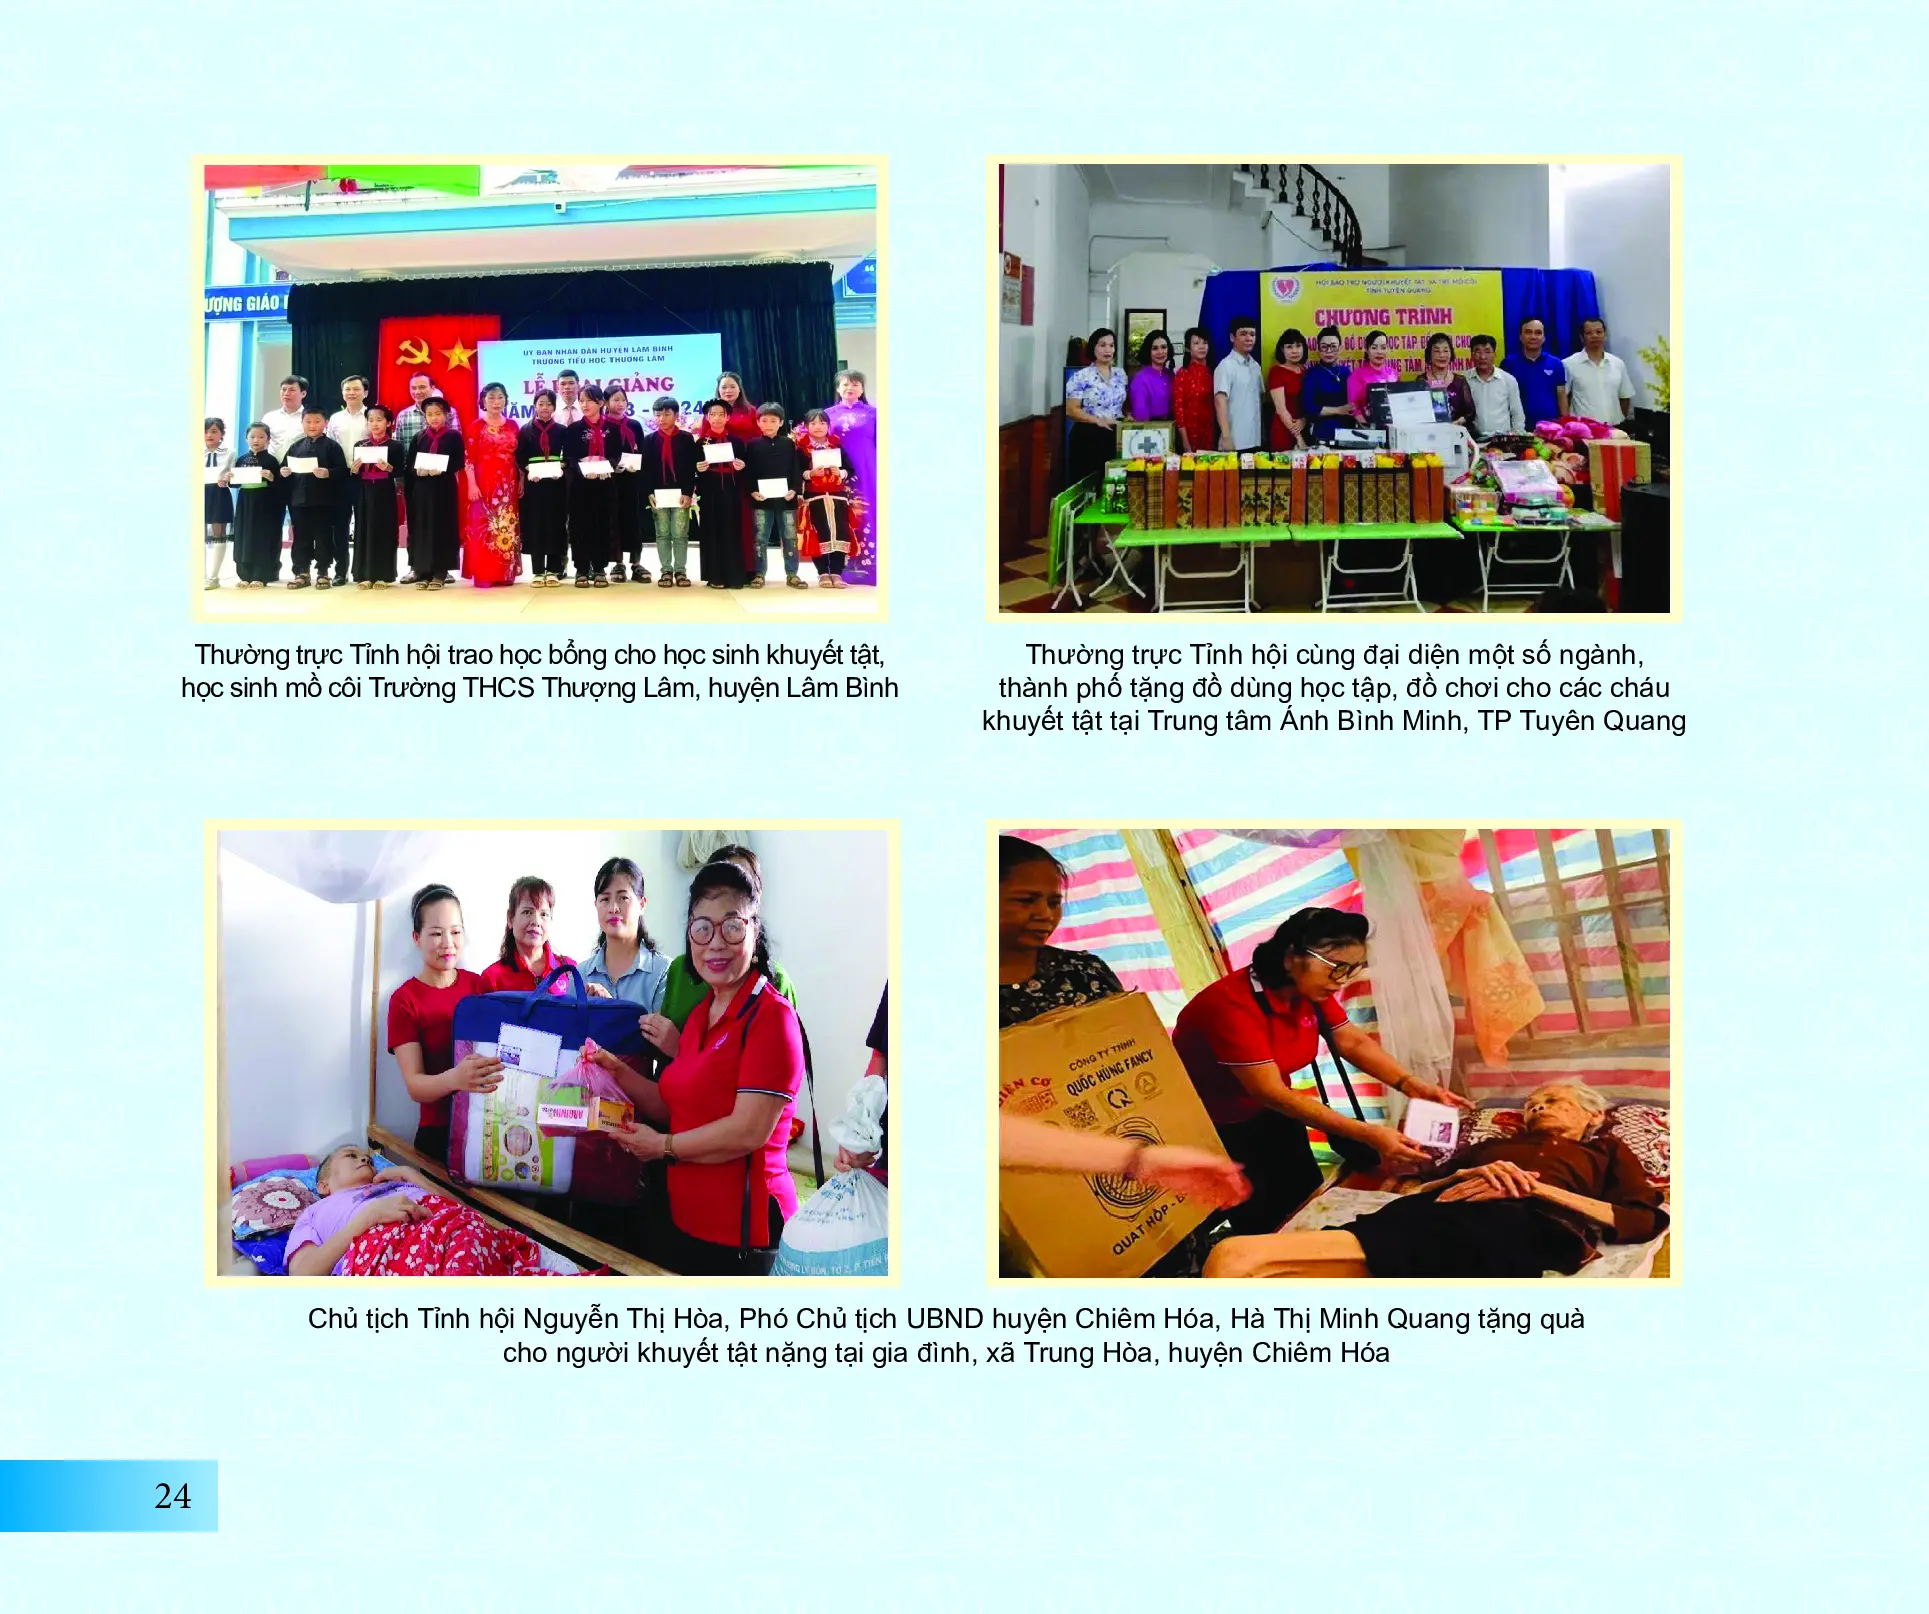 ƯỢNG GIÁO
ỦY BAN NHÂN DÂN HUYỆN LÂM BÌNH
TRƯỜNG TIỂU HỌC THƯỢNG LÂM
LỄ KHAI GIẢNG
NĂM
Thường trực Tỉnh hội trao học bổng cho học sinh khuyết tật,
học sinh mồ côi Trường THCS Thượng Lâm, huyện Lâm Bình
HỘI BẢO TRỢ NGƯỜI KHUYẾT TẬT VÀ TRẺ MỒ CÔI
TỈNH TUYÊN QUANG
CHƯƠNG TRÌNH
Thường trực Tỉnh hội cùng đại diện một số ngành,
thành phố tặng đồ dùng học tập, đồ chơi cho các cháu
khuyết tật tại Trung tâm Ánh Bình Minh, TP Tuyên Quang
CÔNG TY TNHH
QUỐC HÙNG FANCY
QUẠT HỘP
Chủ tịch Tỉnh hội Nguyễn Thị Hòa, Phó Chủ tịch UBND huyện Chiêm Hóa, Hà Thị Minh Quang tặng quà
cho người khuyết tật nặng tại gia đình, xã Trung Hòa, huyện Chiêm Hóa
24